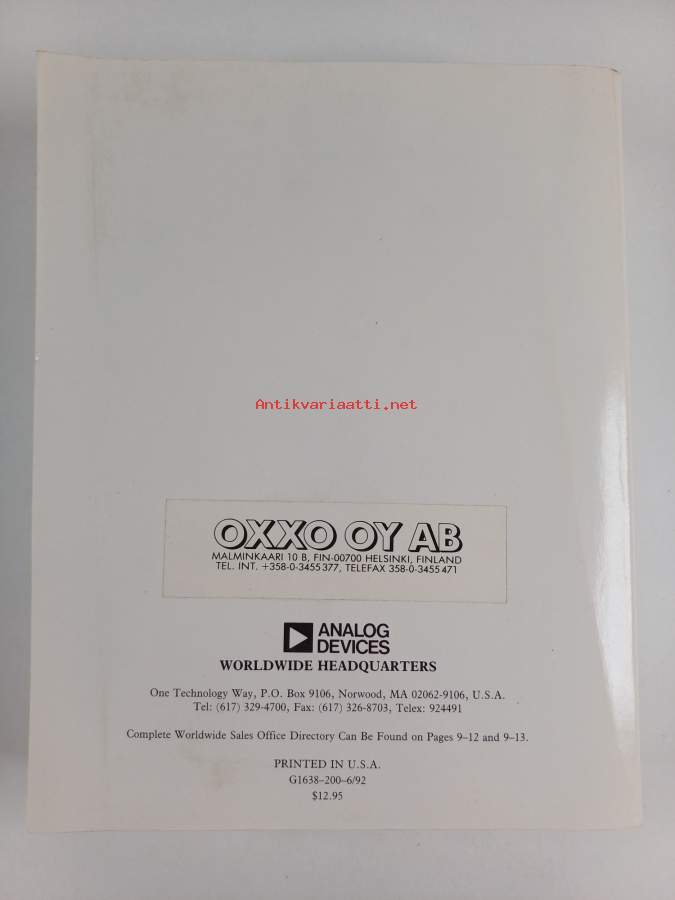 Antikvariaatti.net
OXXO OY AB
MALMINKAARI 10 B, FIN-00700 HELSINKI, FINLAND
TEL. INT. +358-0-3455 377, TELEFAX 358-0-3455 471
ANALOG
DEVICES
WORLDWIDE HEADQUARTERS
One Technology Way, P.O. Box 9106, Norwood, MA 02062-9106, U.S.A.
Tel: (617) 329-4700, Fax: (617) 326-8703, Telex: 924491
Complete Worldwide Sales Office Directory Can Be Found on Pages 9–12 and 9–13.
PRINTED IN U.S.A.
G1638–200–6/92
$12.95